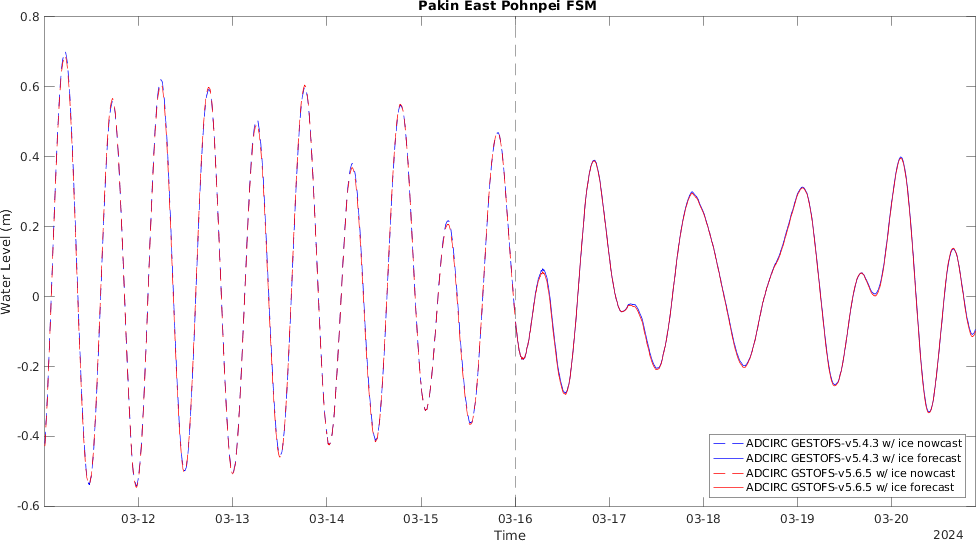 Pakin East Pohnpei FSM
0.8
0.6
0.4
0.2
0
-0.2
-0.4
-0.6
Water Level (m)
ADCIRC GESTOFS-v5.4.3 w/ ice nowcast
ADCIRC GESTOFS-v5.4.3 w/ ice forecast
ADCIRC GSTOFS-v5.6.5 w/ ice nowcast
ADCIRC GSTOFS-v5.6.5 w/ ice forecast
03-12 03-13 03-14 03-15 03-16 03-17 03-18 03-19 03-20
Time
2024